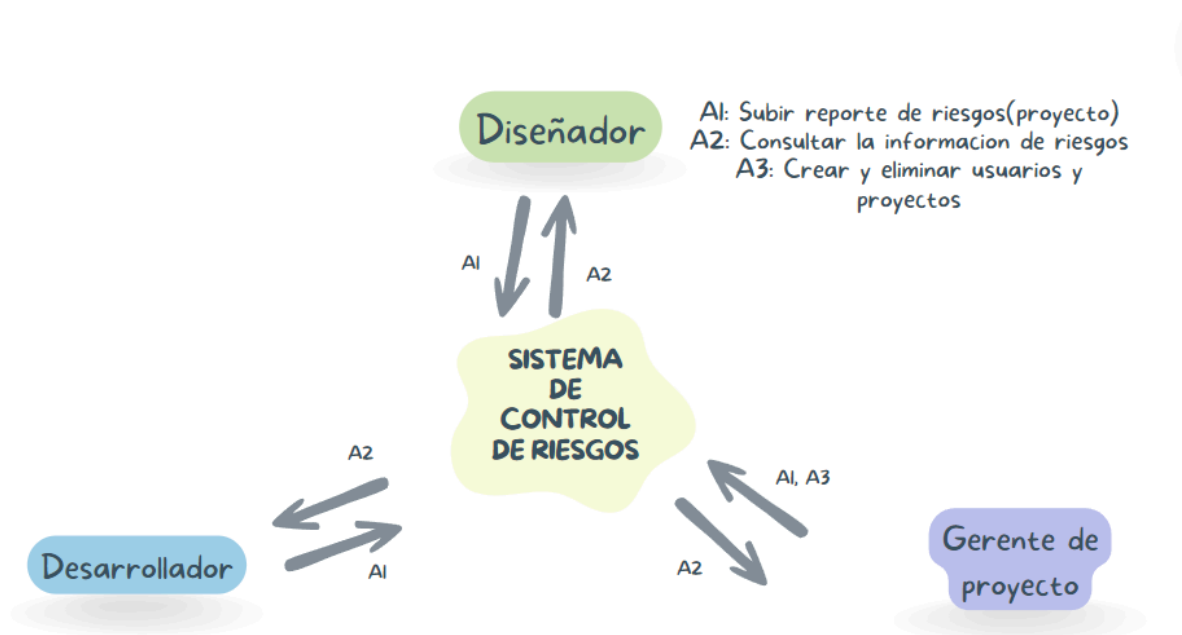 Diseñador
A1: Subir reporte de riesgos(proyecto)
A2: Consultar la informacion de riesgos
A3: Crear y eliminar usuarios y
proyectos
A1
A2
SISTEMA
DE
CONTROL
DE RIESGOS
A2
A1
A1, A3
A2
Desarrollador
Gerente de
proyecto